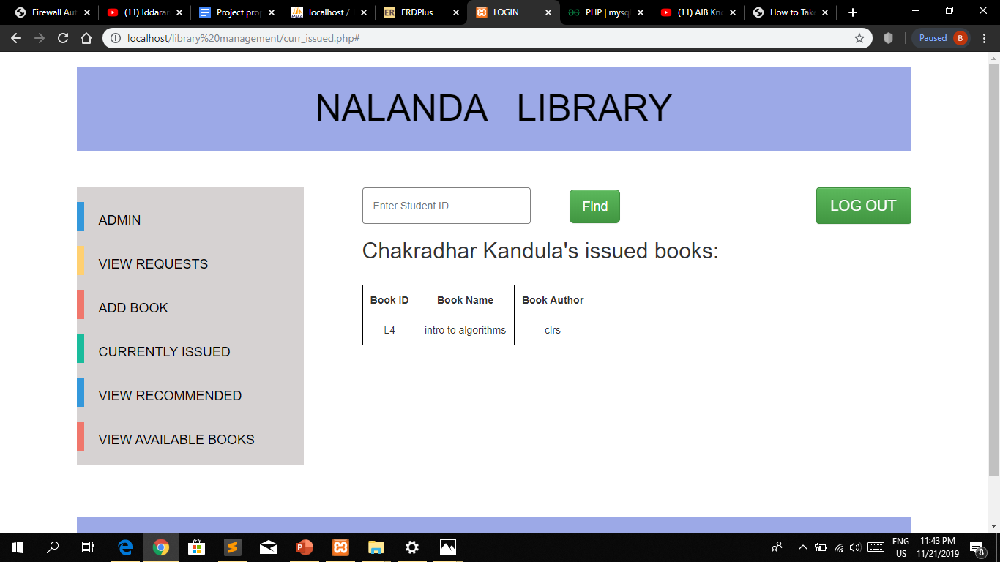 Firewall Aut
(11) Iddarar
Project pro
localhost /
ERDPlus
LOGIN
PHP | mysq
(11) AIB Kno
How to Take
localhost/library%20management/curr_issued.php#
Paused B
NALANDA LIBRARY
ADMIN
VIEW REQUESTS
ADD BOOK
CURRENTLY ISSUED
VIEW RECOMMENDED
VIEW AVAILABLE BOOKS
Enter Student ID
Find
LOG OUT
Chakradhar Kandula's issued books:
Book ID Book Name Book Author
L4 intro to algorithms clrs
ENG
US
11:43 PM
11/21/2019
8